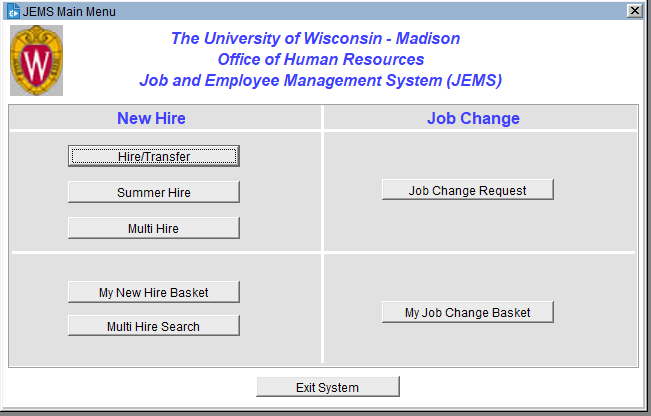 JEMS Main Menu
The University of Wisconsin - Madison
Office of Human Resources
Job and Employee Management System (JEMS)
W
New Hire
Job Change
Hire/Transfer
Summer Hire
Job Change Request
Multi Hire
My New Hire Basket
My Job Change Basket
Multi Hire Search
Exit System